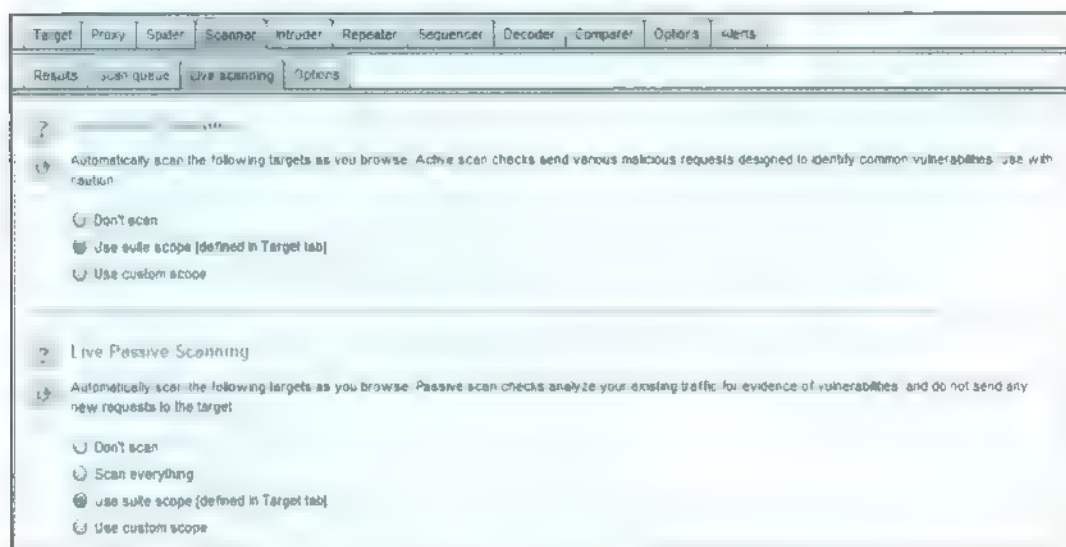 Target Proxy Spider Scanner Intruder Repeater Sequencer Decoder Comparer Options Alerts
Results Scan queue Live scanning Options
?
Automatically scan the following targets as you browse. Active scan checks send various malicious requests designed to identify common vulnerabilities. Use with
caution.
Don't scan
Use suite scope [defined in Target tab]
Use custom scope
? Live Passive Scanning
Automatically scan the following targets as you browse. Passive scan checks analyze your existing traffic for evidence of vulnerabilities, and do not send any
new requests to the target.
Don't scan
Scan everything
Use suite scope [defined in Target tab]
Use custom scope